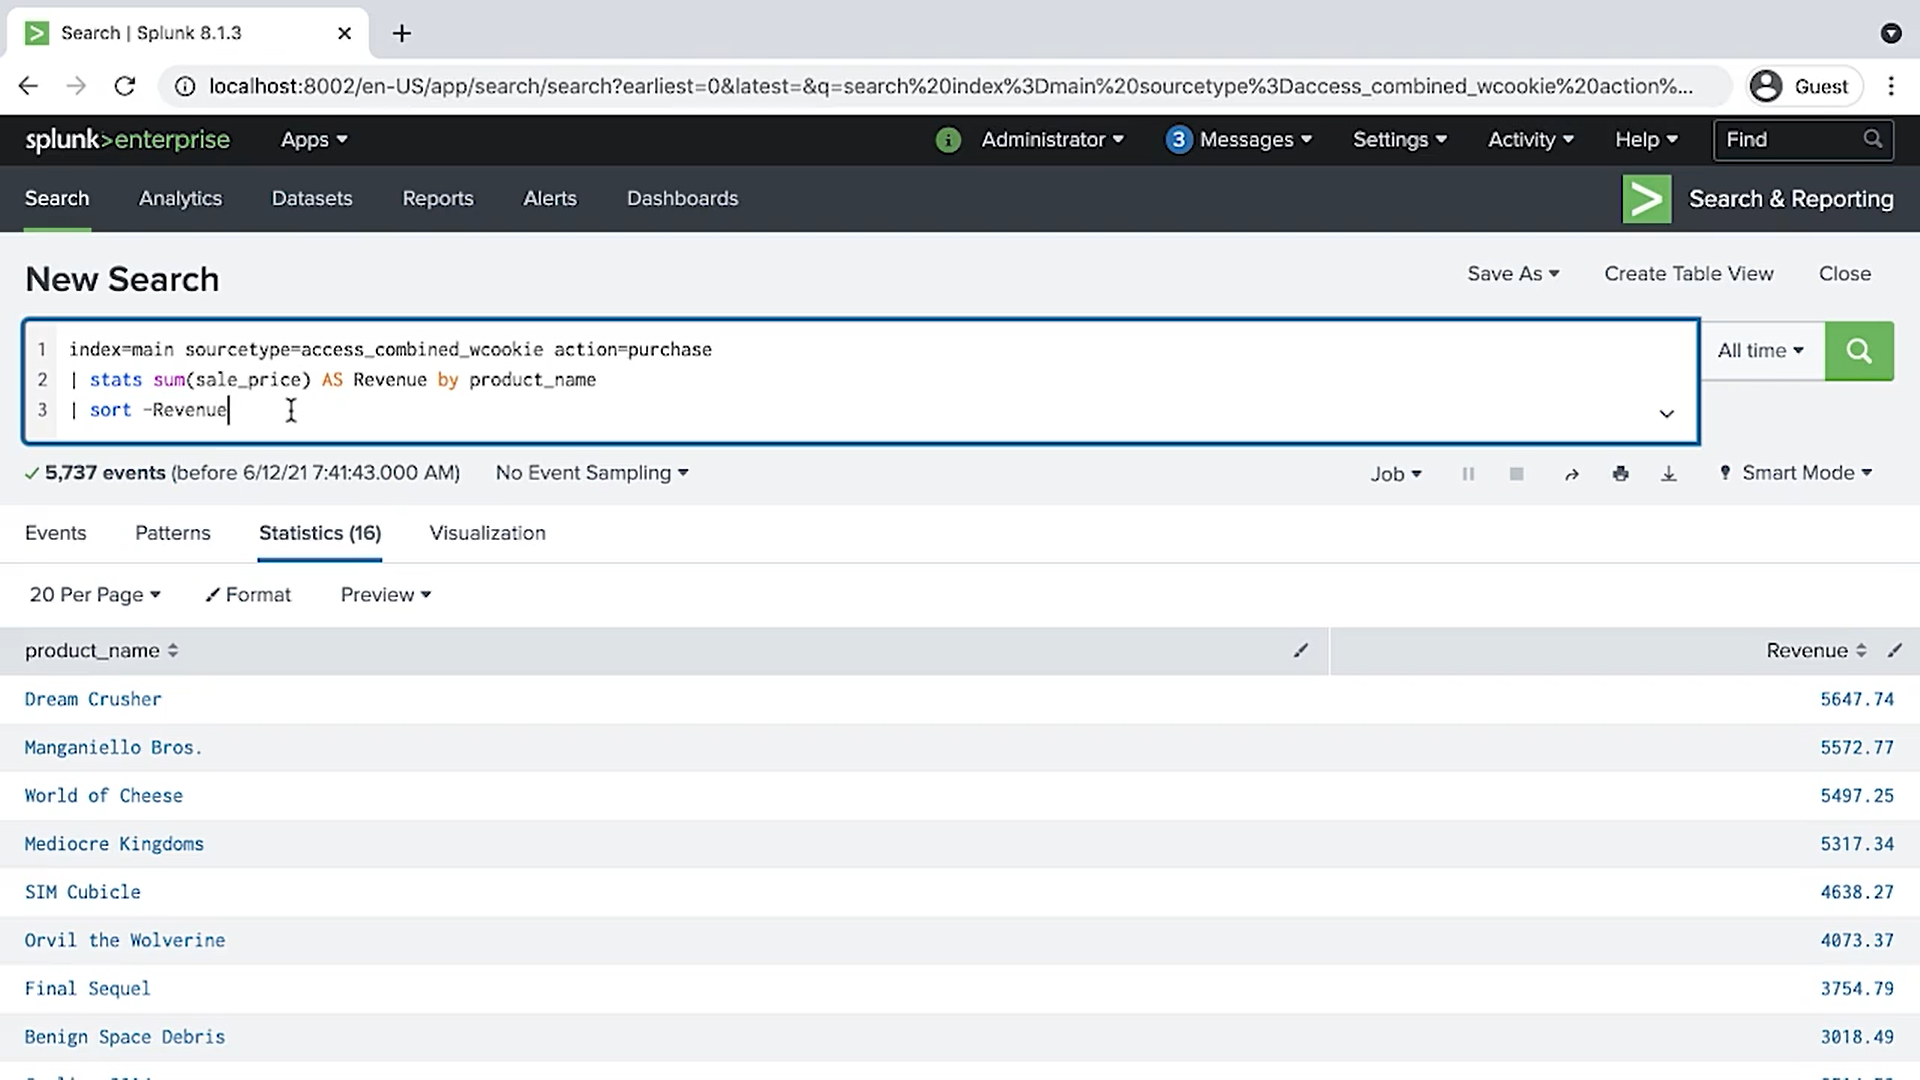 Search | Splunk 8.1.3
localhost:8002/en-US/app/search/search?earliest=0&latest=&q=search%20index%3Dmain%20sourcetype%3Daccess_combined_wcookie%20action%... Guest
splunk>enterprise Apps i Administrator 3 Messages Settings Activity Help Find
Search Analytics Datasets Reports Alerts Dashboards Search & Reporting
New Search Save As Create Table View Close
1 index=main sourcetype=access_combined_wcookie action=purchase All time
2 | stats sum(sale_price) AS Revenue by product_name
3 | sort -Revenue
5,737 events (before 6/12/21 7:41:43.000 AM) No Event Sampling Job Smart Mode
Events Patterns Statistics (16) Visualization
20 Per Page Format Preview
product_name Revenue
Dream Crusher 5647.74
Manganiello Bros. 5572.77
World of Cheese 5497.25
Mediocre Kingdoms 5317.34
SIM Cubicle 4638.27
Orvil the Wolverine 4073.37
Final Sequel 3754.79
Benign Space Debris 3018.49